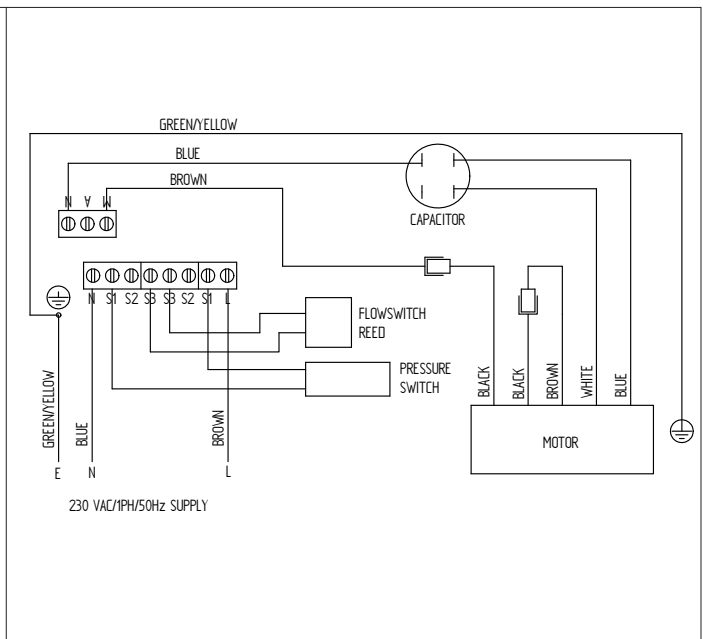 GREEN/YELLOW
BLUE
BROWN
N A M
CAPACITOR
N S1 S2 S3 S3 S2 S1 L
FLOWSWITCH
REED
PRESSURE
SWITCH
BLACK
BLACK
BROWN
WHITE
BLUE
MOTOR
GREEN/YELLOW
BLUE
BROWN
E N L
230 VAC/1PH/50Hz SUPPLY